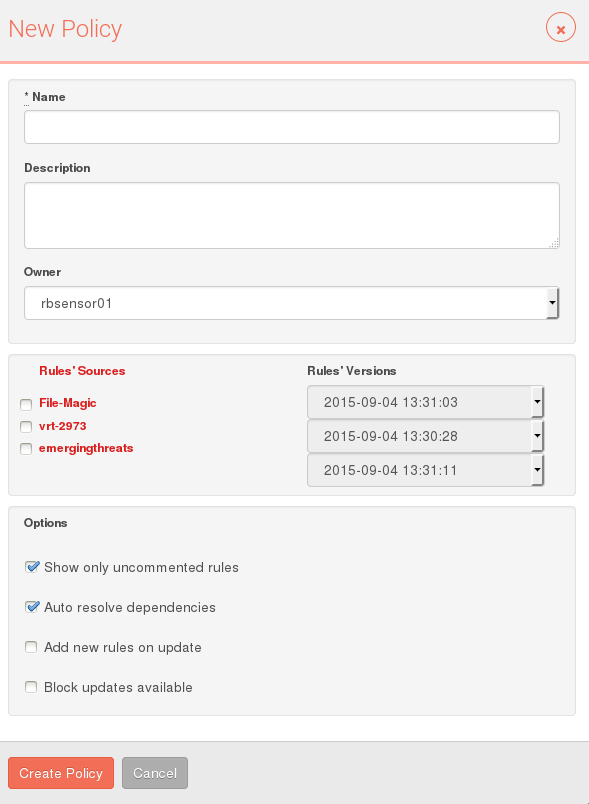 New Policy
* Name
Description
Owner
rbsensor01
Rules' Sources
Rules' Versions
File-Magic
2015-09-04 13:31:03
vrt-2973
2015-09-04 13:30:28
emergingthreats
2015-09-04 13:31:11
Options
Show only uncommented rules
Auto resolve dependencies
Add new rules on update
Block updates available
Create Policy
Cancel